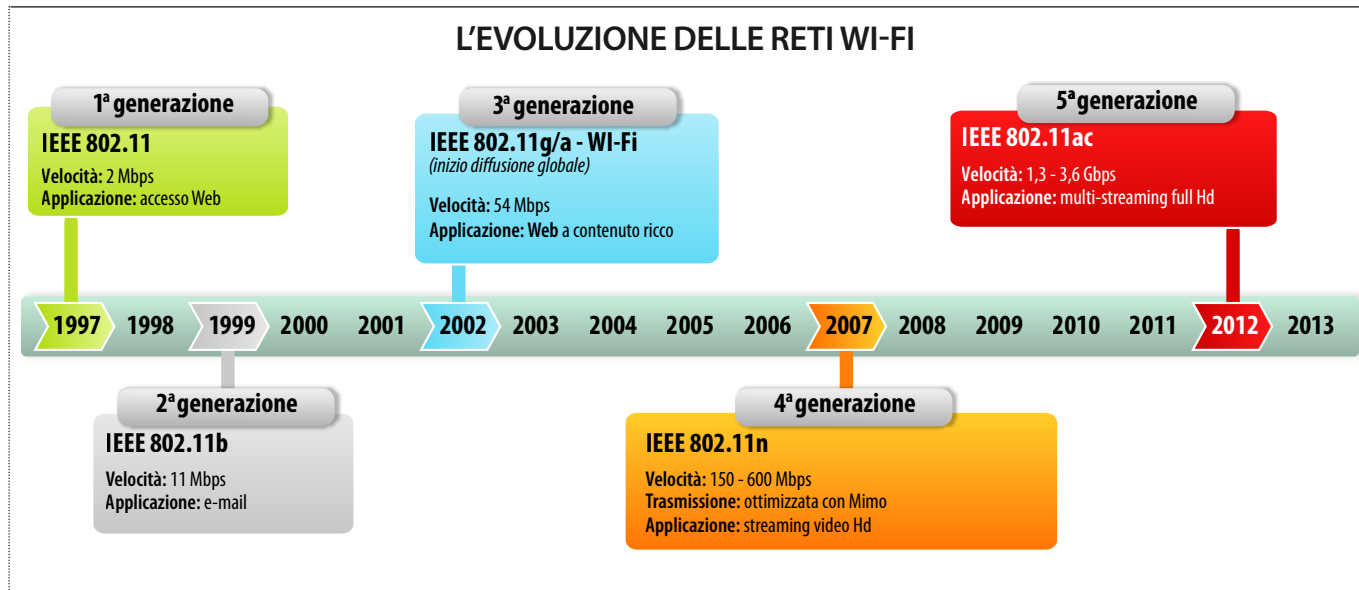 L'EVOLUZIONE DELLE RETI WI-FI
1ª generazione
IEEE 802.11
Velocità: 2 Mbps
Applicazione: accesso Web
3ª generazione
IEEE 802.11g/a - WI-Fi
(inizio diffusione globale)
Velocità: 54 Mbps
Applicazione: Web a contenuto ricco
5ª generazione
IEEE 802.11ac
Velocità: 1,3 - 3,6 Gbps
Applicazione: multi-streaming full Hd
1997 1998 1999 2000 2001 2002 2003 2004 2005 2006 2007 2008 2009 2010 2011 2012 2013
2ª generazione
IEEE 802.11b
Velocità: 11 Mbps
Applicazione: e-mail
4ª generazione
IEEE 802.11n
Velocità: 150 - 600 Mbps
Trasmissione: ottimizzata con Mimo
Applicazione: streaming video Hd